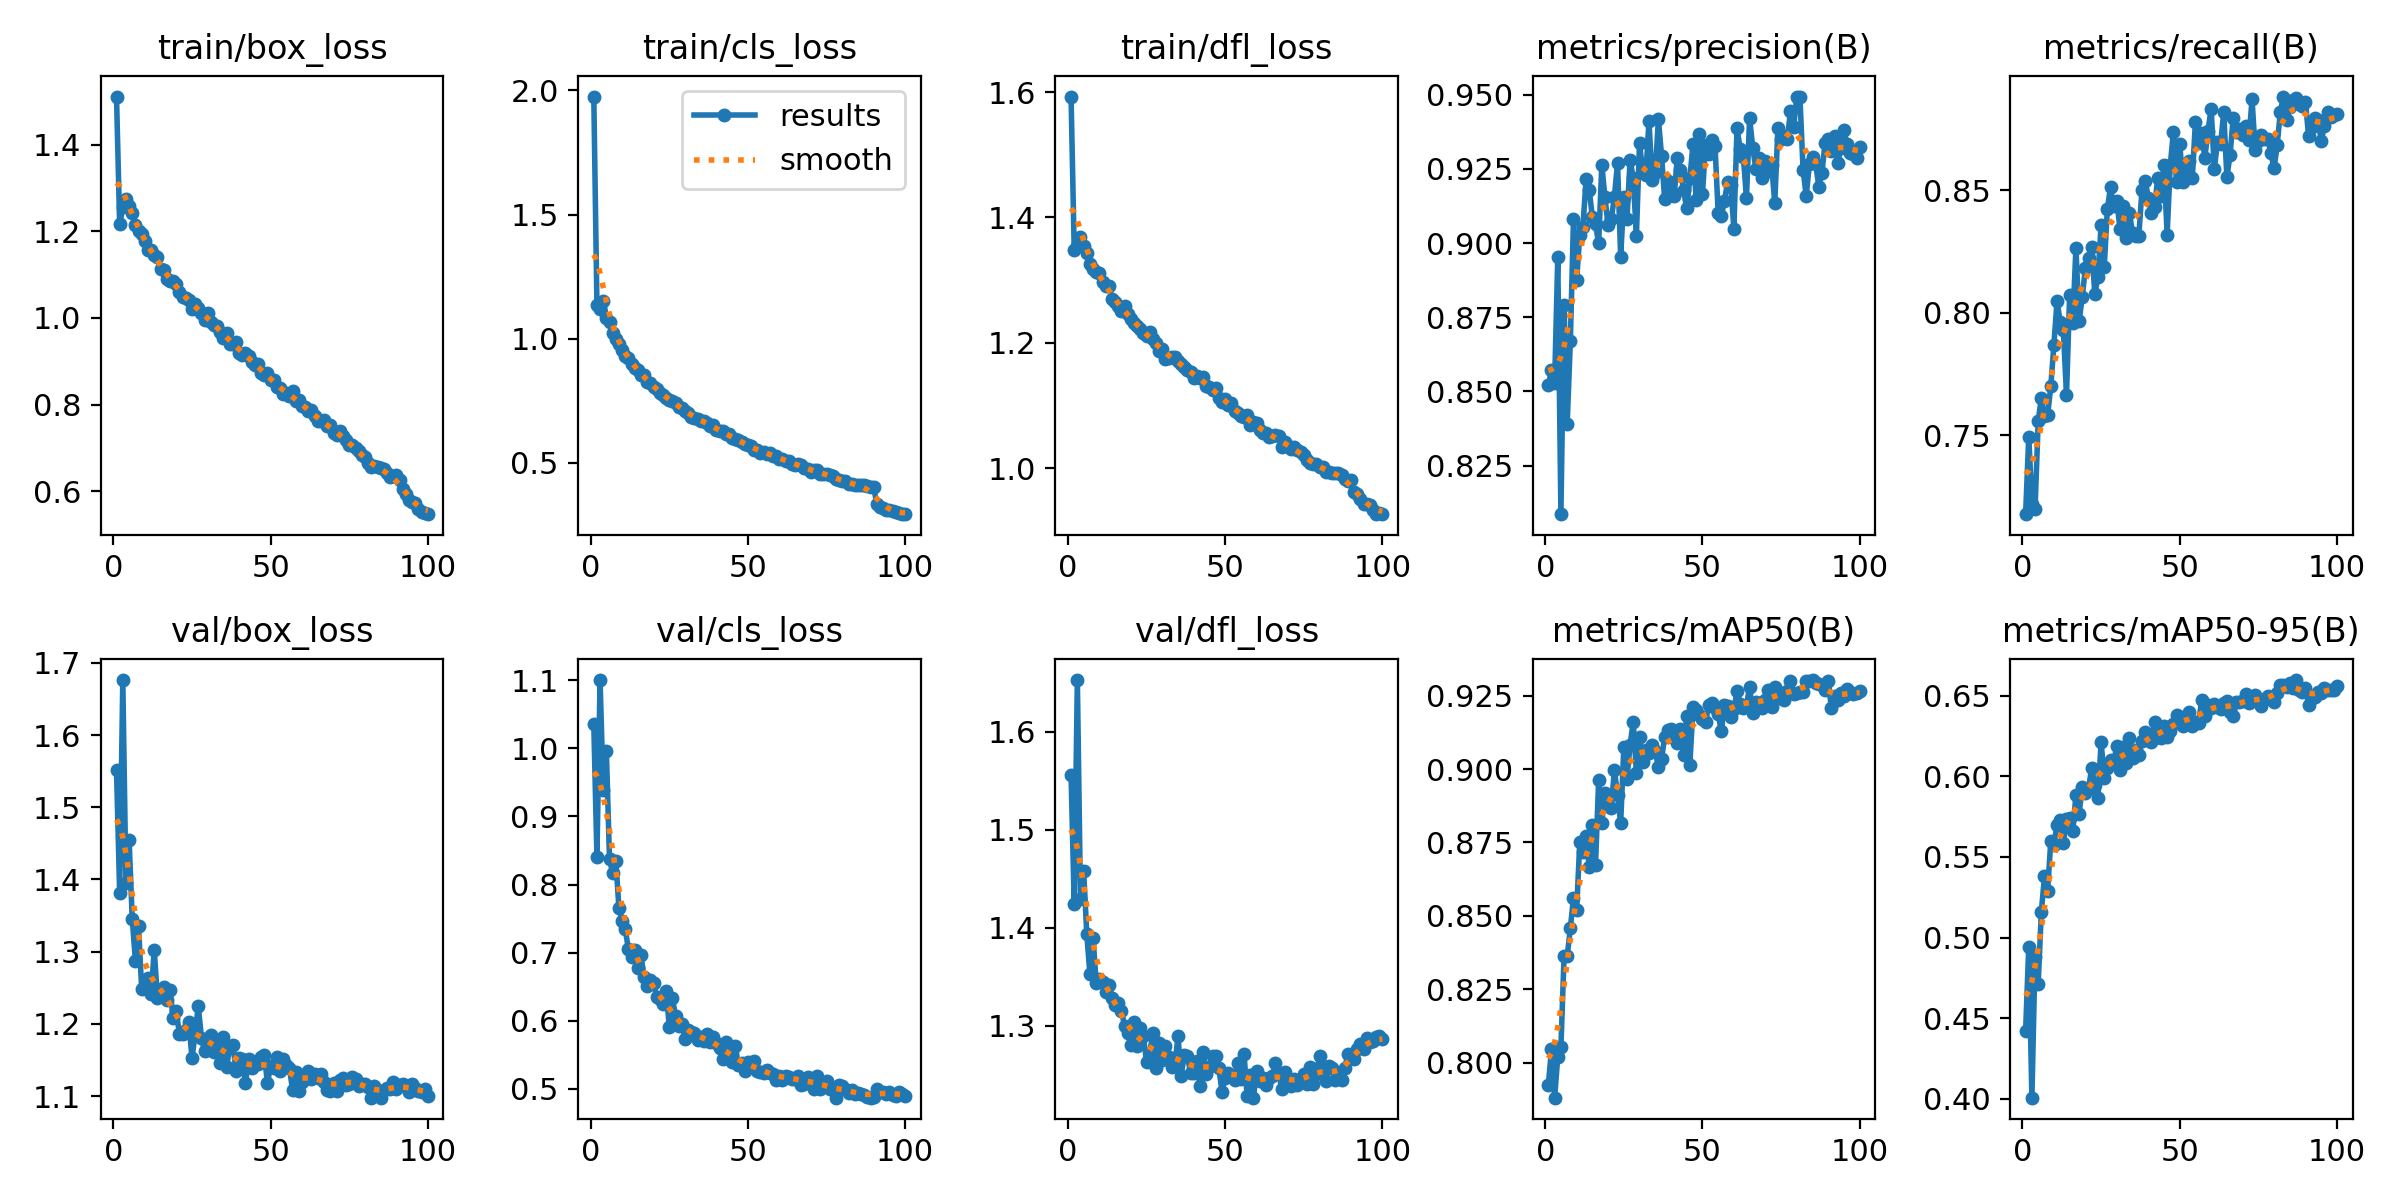 train/box_loss
1.4
1.2
1.0
0.8
0.6
0 50 100
train/cls_loss
results
smooth
2.0
1.5
1.0
0.5
0 50 100
train/dfl_loss
1.6
1.4
1.2
1.0
0 50 100
metrics/precision(B)
0.950
0.925
0.900
0.875
0.850
0.825
0 50 100
metrics/recall(B)
0.85
0.80
0.75
0 50 100
val/box_loss
1.7
1.6
1.5
1.4
1.3
1.2
1.1
0 50 100
val/cls_loss
1.1
1.0
0.9
0.8
0.7
0.6
0.5
0 50 100
val/dfl_loss
1.6
1.5
1.4
1.3
0 50 100
metrics/mAP50(B)
0.925
0.900
0.875
0.850
0.825
0.800
0 50 100
metrics/mAP50-95(B)
0.65
0.60
0.55
0.50
0.45
0.40
0 50 100